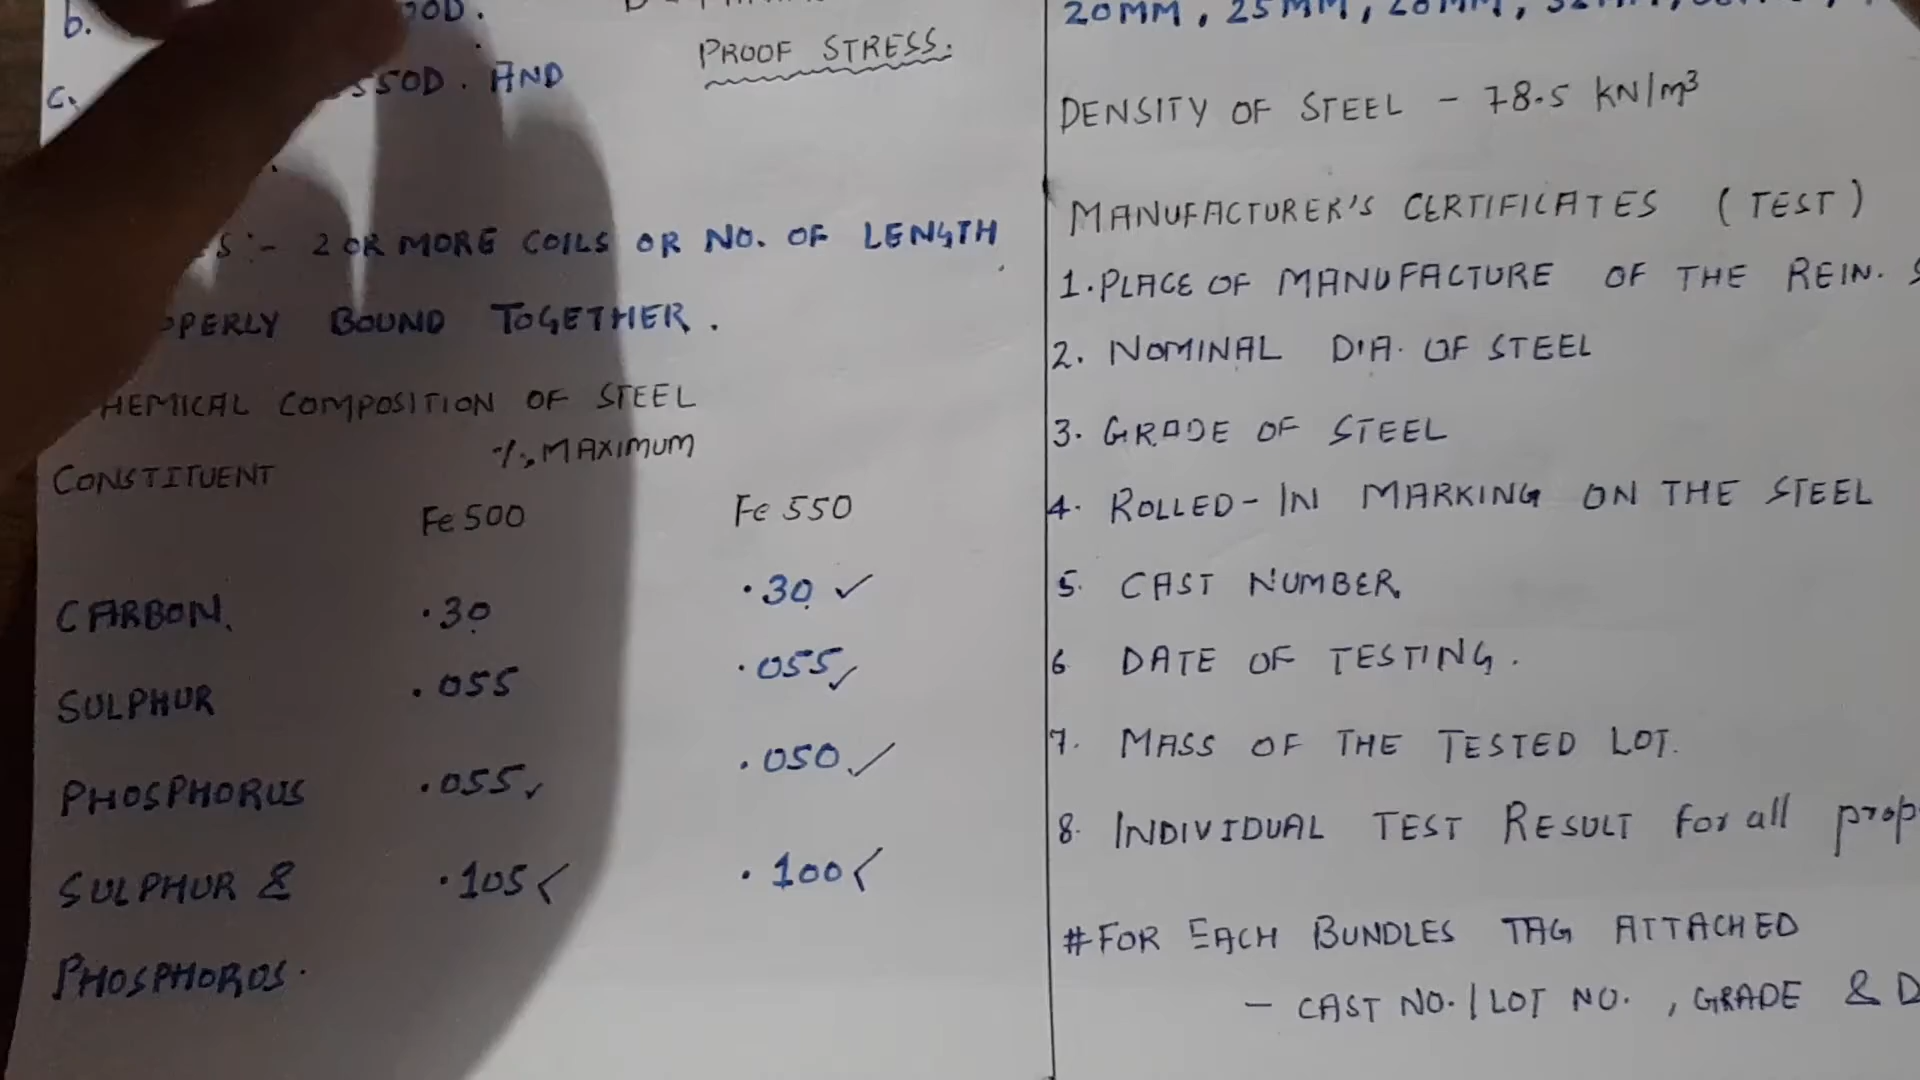 b.
PROOF STRESS.
C. 550D. AND
2 OR MORE COILS OR NO. OF LENGTH
BOUND TOGETHER.
CHEMICAL COMPOSITION OF STEEL
CONSTITUENT %. MAXIMUM
Fe 500 Fe 550
CARBON. .30 .30 ✓
SULPHUR .055 .055 ✓
PHOSPHORUS .055 ✓ .050 ✓
SULPHUR & .105 < .100 <
PHOSPHOROS.
20MM, 25MM,
DENSITY OF STEEL - 78.5 kN/m³
MANUFACTURER'S CERTIFICATES (TEST)
1. PLACE OF MANUFACTURE OF THE REIN.
2. NOMINAL DIA. OF STEEL
3. GRADE OF STEEL
4. ROLLED-IN MARKING ON THE STEEL
5. CAST NUMBER
6 DATE OF TESTING.
7. MASS OF THE TESTED LOT.
8. INDIVIDUAL TEST RESULT for all prop
#FOR EACH BUNDLES TAG ATTACHED
- CAST NO. / LOT NO. , GRADE & D